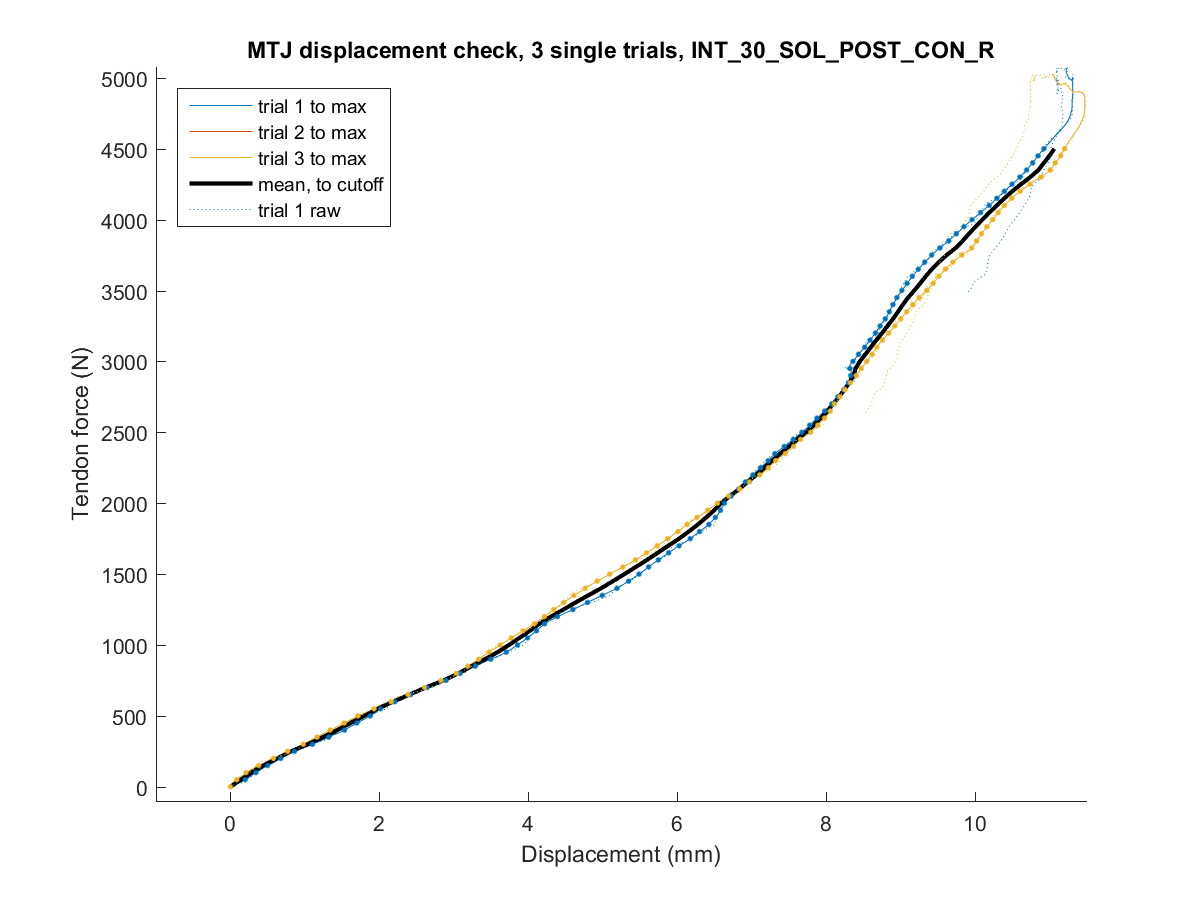 MTJ displacement check, 3 single trials, INT_30_SOL_POST_CON_R
5000
4500
4000
3500
3000
2500
2000
1500
1000
500
0
Tendon force (N)
trial 1 to max
trial 2 to max
trial 3 to max
mean, to cutoff
trial 1 raw
0 2 4 6 8 10
Displacement (mm)